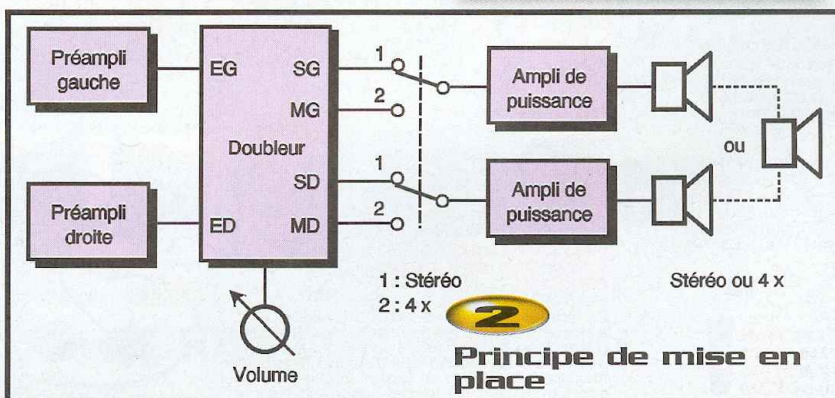 Préampli
gauche
Préampli
droite
EG
ED
Doubleur
SG
MG
SD
MD
Volume
1
2
1
2
Ampli de
puissance
Ampli de
puissance
ou
1 : Stéréo
2 : 4 x
Stéréo ou 4 x
2
Principe de mise en
place